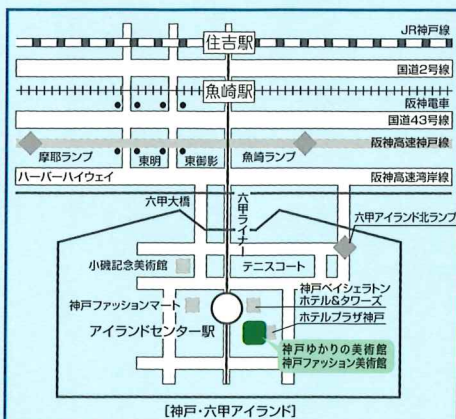 JR神戸線
住吉駅
国道2号線
魚崎駅
阪神電車
国道43号線
阪神高速神戸線
摩耶ランプ
東明
東御影
魚崎ランプ
ハーバーハイウェイ
阪神高速湾岸線
六甲大橋
六甲ライナー
六甲アイランド北ランプ
小磯記念美術館
テニスコート
神戸ベイシェラトン
ホテル&タワーズ
神戸ファッションマート
ホテルプラザ神戸
アイランドセンター駅
神戸ゆかりの美術館
神戸ファッション美術館
[神戸・六甲アイランド]